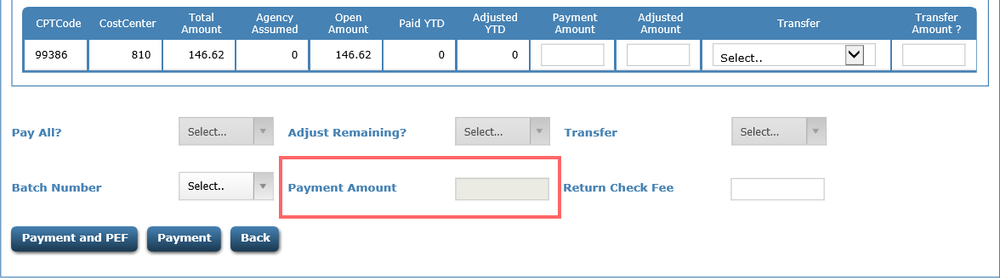 CPTCode CostCenter Total Amount Agency Assumed Open Amount Paid YTD Adjusted YTD Payment Amount Adjusted Amount Transfer Transfer Amount ?
99386 810 146.62 0 146.62 0 0 Select..
Pay All? Select... Adjust Remaining? Select... Transfer Select...
Batch Number Select.. Payment Amount Return Check Fee
Payment and PEF Payment Back